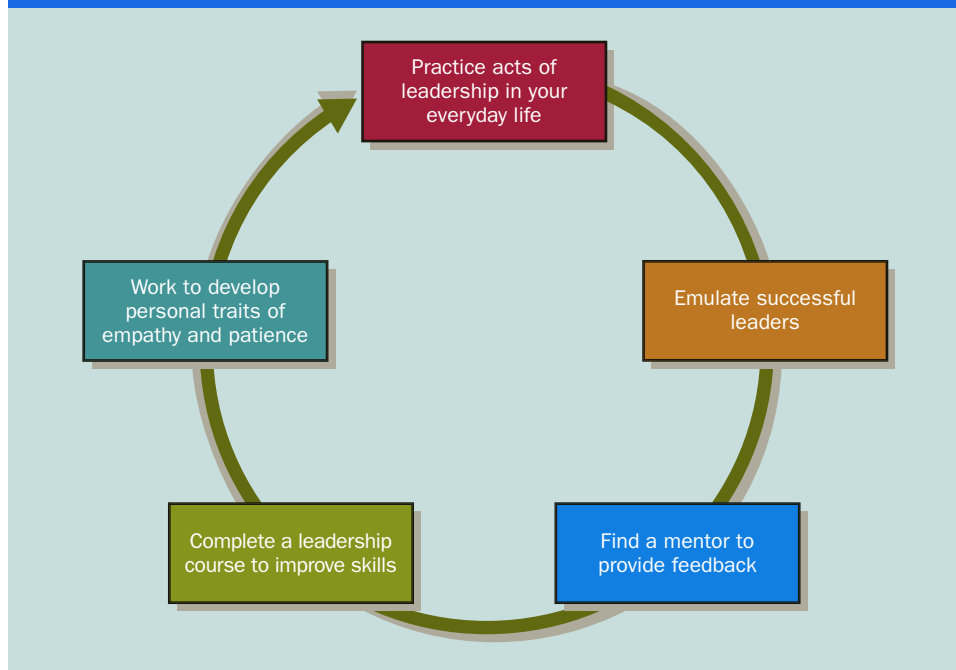 Practice acts of
leadership in your
everyday life
Emulate successful
leaders
Find a mentor to
provide feedback
Complete a leadership
course to improve skills
Work to develop
personal traits of
empathy and patience